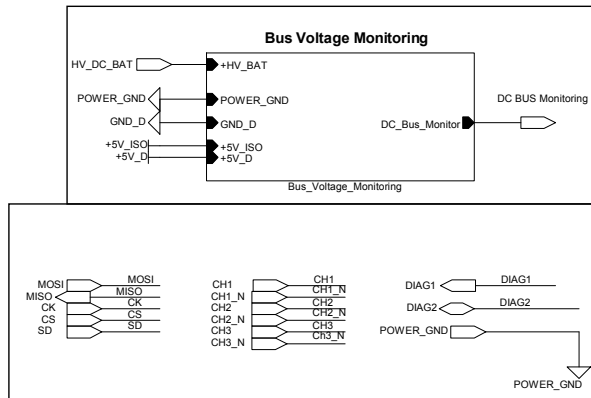 Bus Voltage Monitoring
HV_DC_BAT +HV_BAT
POWER_GND POWER_GND DC BUS Monitoring
GND_D GND_D DC_Bus_Monitor
+5V_ISO +5V_ISO
+5V_D +5V_D
Bus_Voltage_Monitoring
MOSI MOSI CH1 CH1 DIAG1 DIAG1
MISO MISO CH1_N CH1_N
CK CK CH2 CH2 DIAG2 DIAG2
CS CS CH2_N CH2_N
SD SD CH3 CH3 POWER_GND
CH3_N Ch3_N
POWER_GND